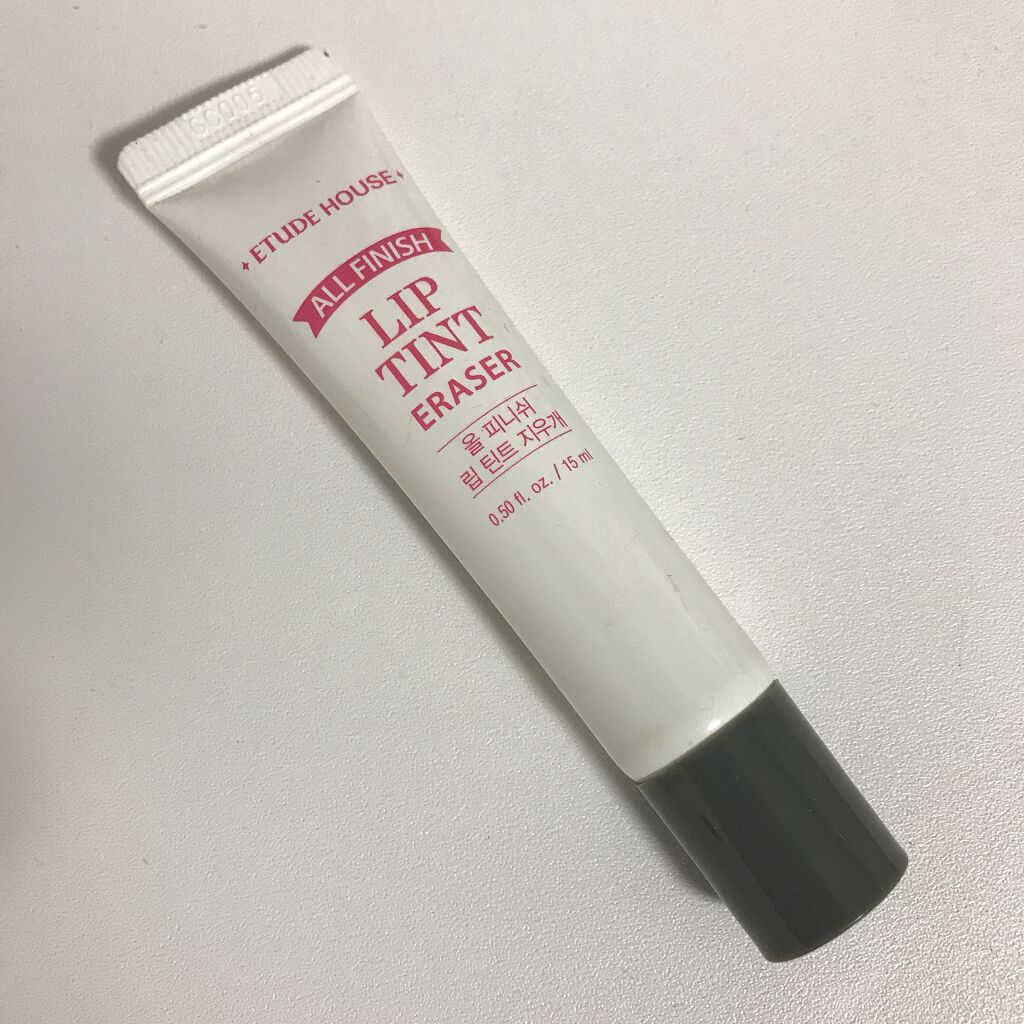 SC005
ETUDE HOUSE
ALL FINISH
LIP
TINT
ERASER
올 피니쉬
립 틴트 지우개
0.50 fl. oz. / 15 ml